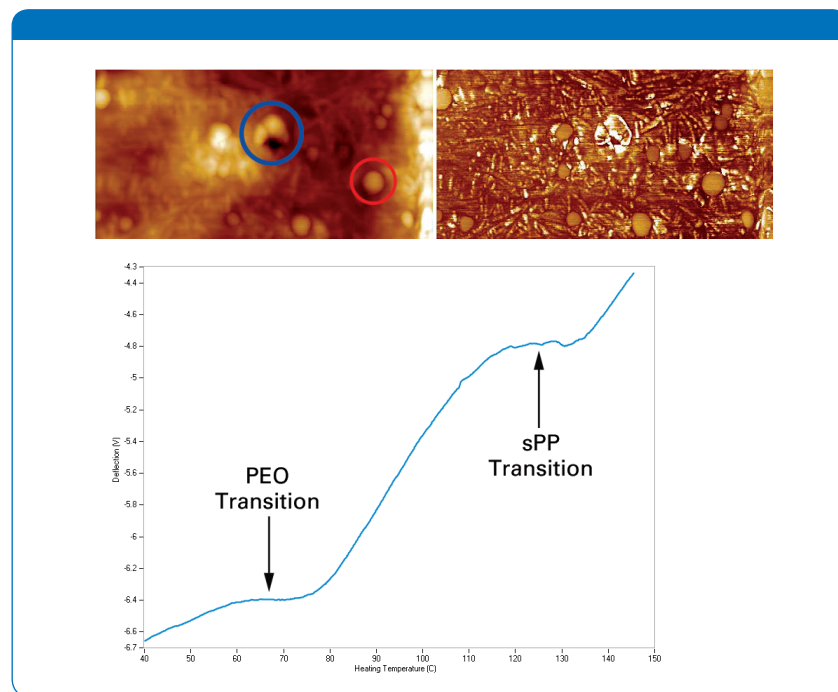 -4.3
-4.4
-4.6
-4.8
-5
-5.2
-5.4
-5.6
-5.8
-6
-6.2
-6.4
-6.6
-6.7
Deflection (V)
PEO
Transition
sPP
Transition
40 50 60 70 80 90 100 110 120 130 140 150
Heating Temperature (C)